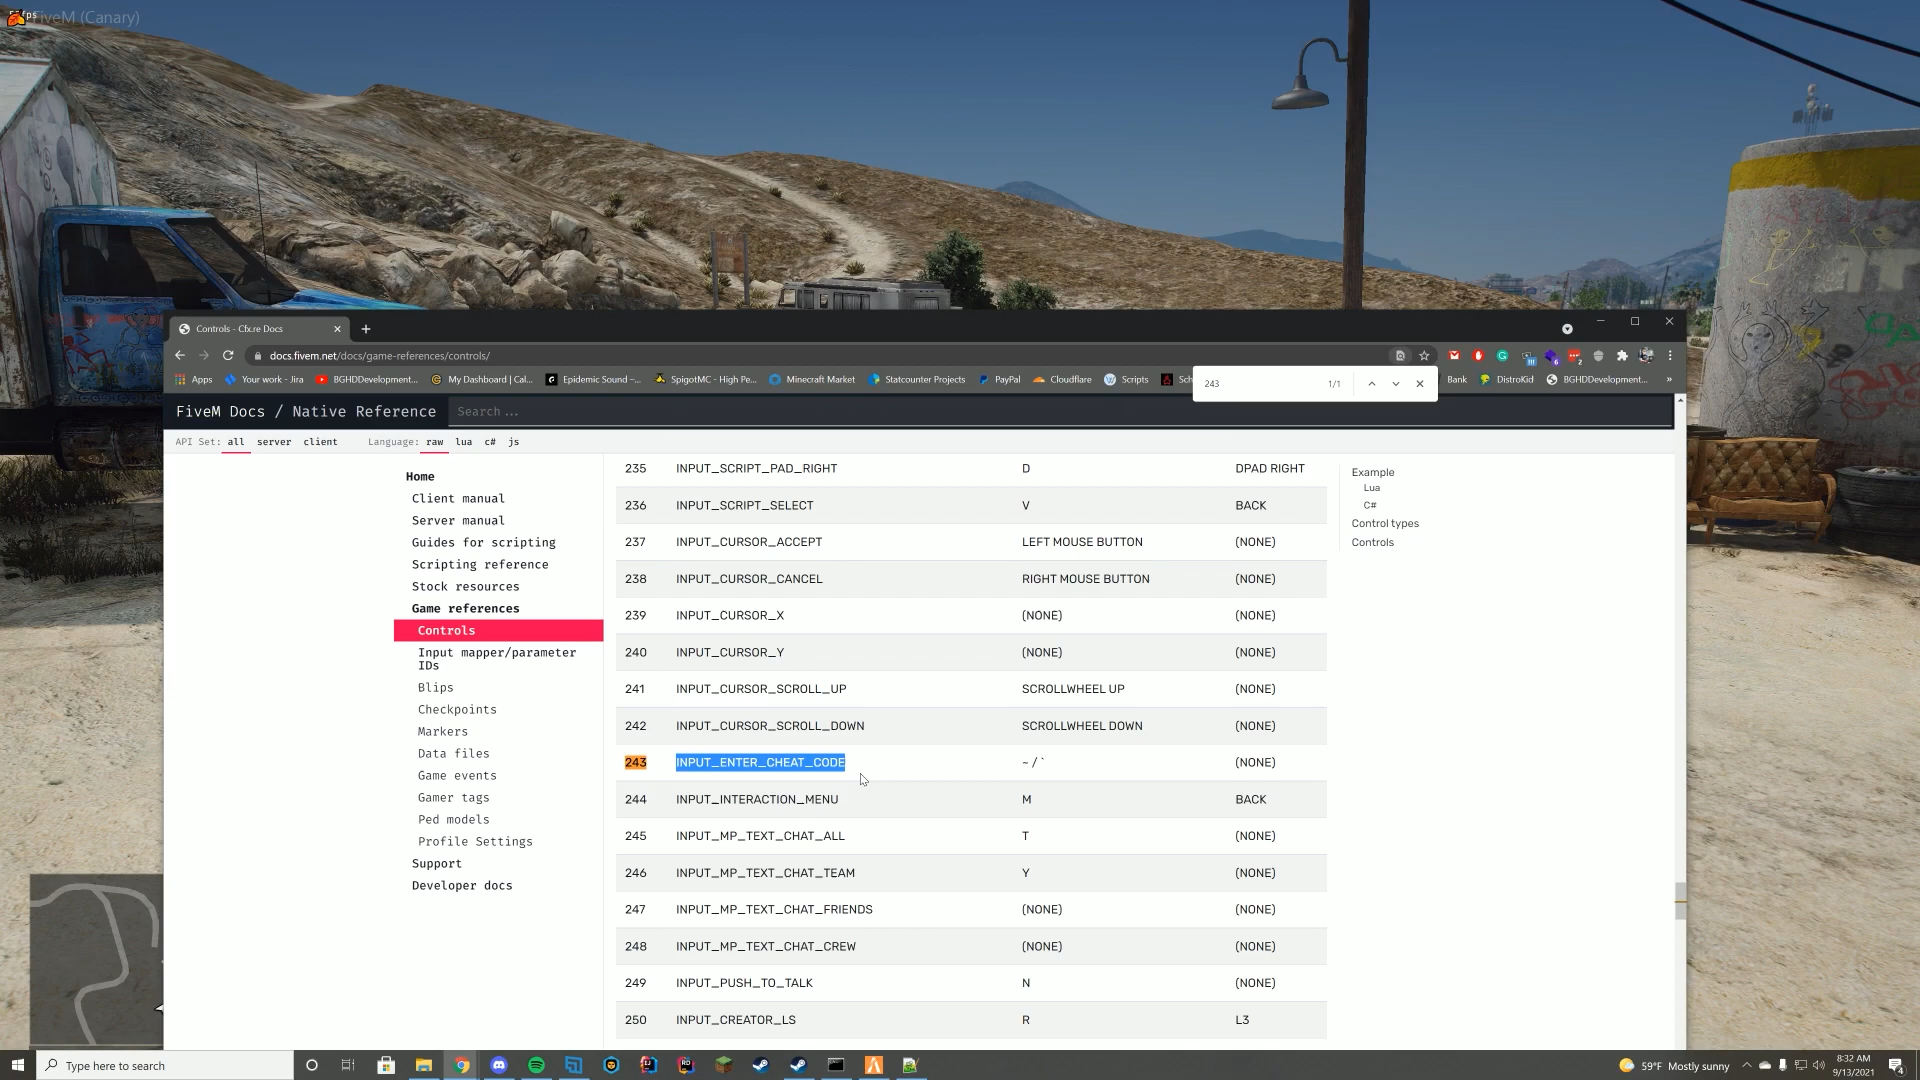 FiveM (Canary)
Controls - Cfx.re Docs
docs.fivem.net/docs/game-references/controls/
Apps
Your work - Jira
BGHDDevelopment...
My Dashboard | Cal...
Epidemic Sound –...
SpigotMC - High Pe...
Minecraft Market
Statcounter Projects
PayPal
Cloudflare
Scripts
Sch
Bank
DistroKid
BGHDDevelopment...
»
243
1/1
FiveM Docs / Native Reference
Search ...
API Set: all server client Language: raw lua c# js
Home
Client manual
Server manual
Guides for scripting
Scripting reference
Stock resources
Game references
Controls
Input mapper/parameter
IDs
Blips
Checkpoints
Markers
Data files
Game events
Gamer tags
Ped models
Profile Settings
Support
Developer docs
235 INPUT_SCRIPT_PAD_RIGHT D DPAD RIGHT
236 INPUT_SCRIPT_SELECT V BACK
237 INPUT_CURSOR_ACCEPT LEFT MOUSE BUTTON (NONE)
238 INPUT_CURSOR_CANCEL RIGHT MOUSE BUTTON (NONE)
239 INPUT_CURSOR_X (NONE) (NONE)
240 INPUT_CURSOR_Y (NONE) (NONE)
241 INPUT_CURSOR_SCROLL_UP SCROLLWHEEL UP (NONE)
242 INPUT_CURSOR_SCROLL_DOWN SCROLLWHEEL DOWN (NONE)
243 INPUT_ENTER_CHEAT_CODE ~ / ` (NONE)
244 INPUT_INTERACTION_MENU M BACK
245 INPUT_MP_TEXT_CHAT_ALL T (NONE)
246 INPUT_MP_TEXT_CHAT_TEAM Y (NONE)
247 INPUT_MP_TEXT_CHAT_FRIENDS (NONE) (NONE)
248 INPUT_MP_TEXT_CHAT_CREW (NONE) (NONE)
249 INPUT_PUSH_TO_TALK N (NONE)
250 INPUT_CREATOR_LS R L3
Example
Lua
C#
Control types
Controls
Type here to search
59°F Mostly sunny
8:32 AM
9/13/2021
4